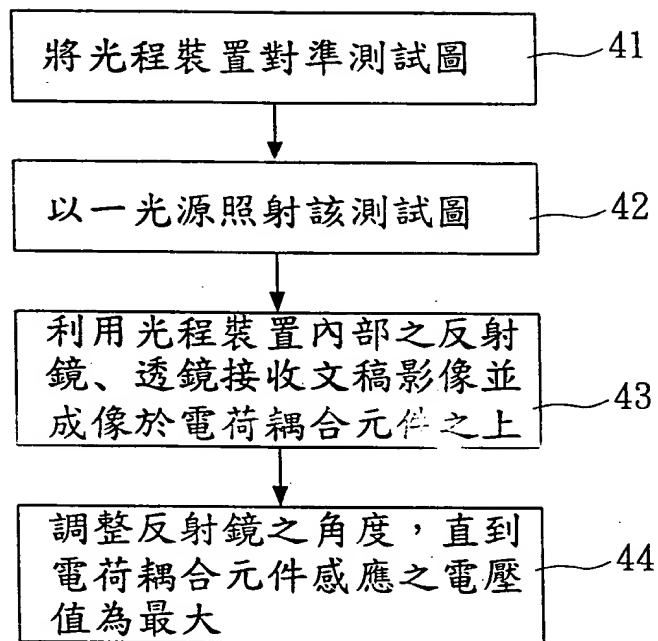 將光程裝置對準測試圖
41
以一光源照射該測試圖
42
利用光程裝置內部之反射
鏡、透鏡接收文稿影像並
成像於電荷耦合元件之上
43
調整反射鏡之角度，直到
電荷耦合元件感應之電壓
值為最大
44